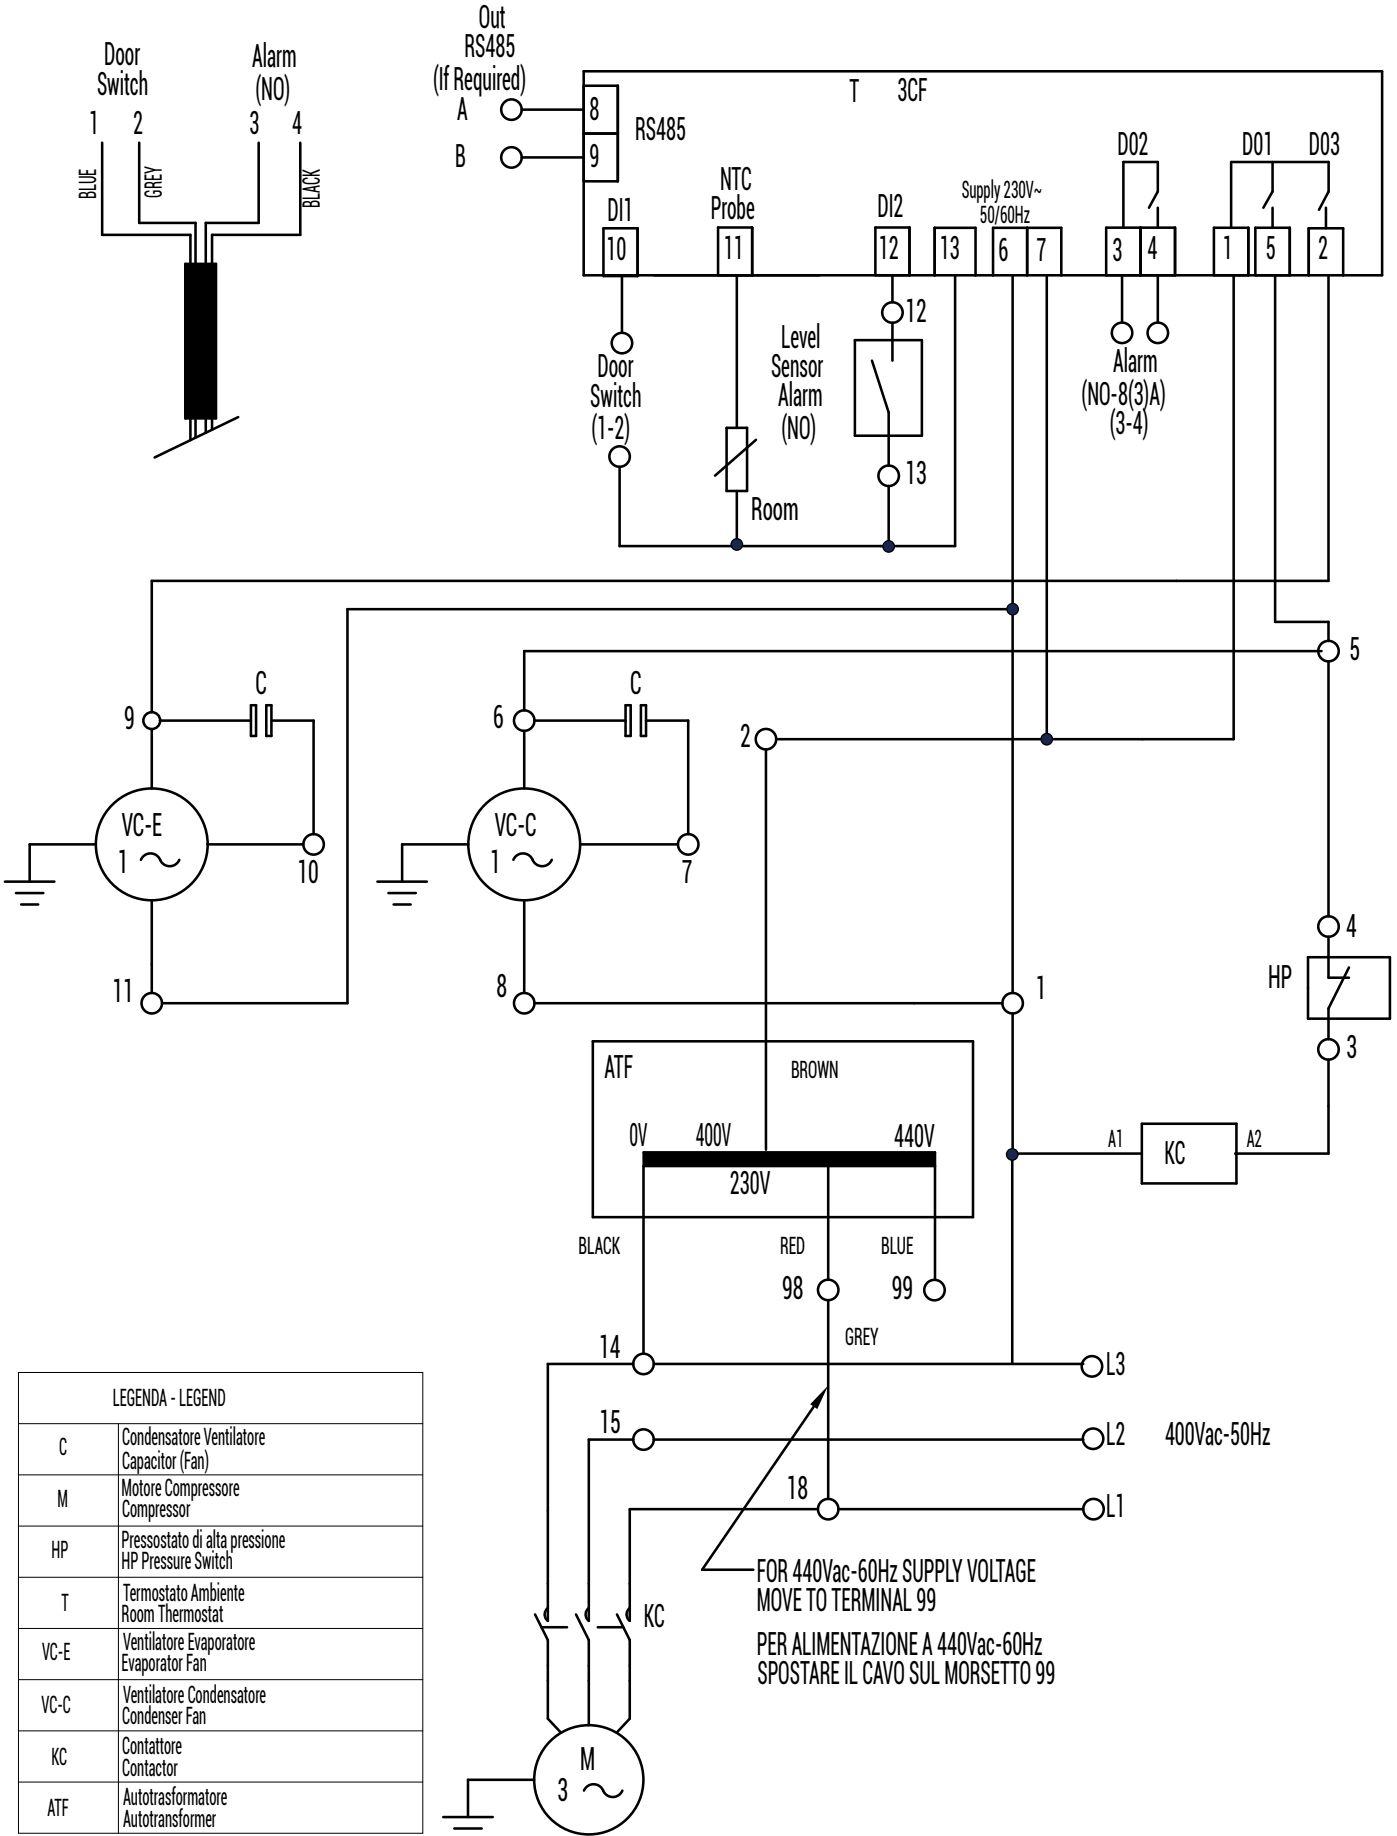 Out
RS485
(If Required)
A
B
Door
Switch
Alarm
(NO)
1
2
3
4
BLUE
GREY
BLACK
T 3CF
8
9
RS485
DO2
DO1
DO3
NTC
Probe
Supply 230V~
50/60Hz
DI1
DI2
10
11
12
13
6
7
3
4
1
5
2
12
Level
Sensor
Alarm
(NO)
13
Door
Switch
(1-2)
Room
Alarm
(NO-8(3)A)
(3-4)
5
C
C
9
6
2
VC-E
1
10
VC-C
1
7
4
HP
3
11
8
1
ATF
BROWN
0V
400V
440V
230V
A1
KC
A2
BLACK
RED
BLUE
98
99
GREY
14
L3
15
L2
400Vac-50Hz
18
L1
FOR 440Vac-60Hz SUPPLY VOLTAGE
MOVE TO TERMINAL 99
PER ALIMENTAZIONE A 440Vac-60Hz
SPOSTARE IL CAVO SUL MORSETTO 99
KC
M
3
LEGENDA - LEGEND
C
Condensatore Ventilatore
Capacitor (Fan)
M
Motore Compressore
Compressor
HP
Pressostato di alta pressione
HP Pressure Switch
T
Termostato Ambiente
Room Thermostat
VC-E
Ventilatore Evaporatore
Evaporator Fan
VC-C
Ventilatore Condensatore
Condenser Fan
KC
Contattore
Contactor
ATF
Autotrasformatore
Autotransformer